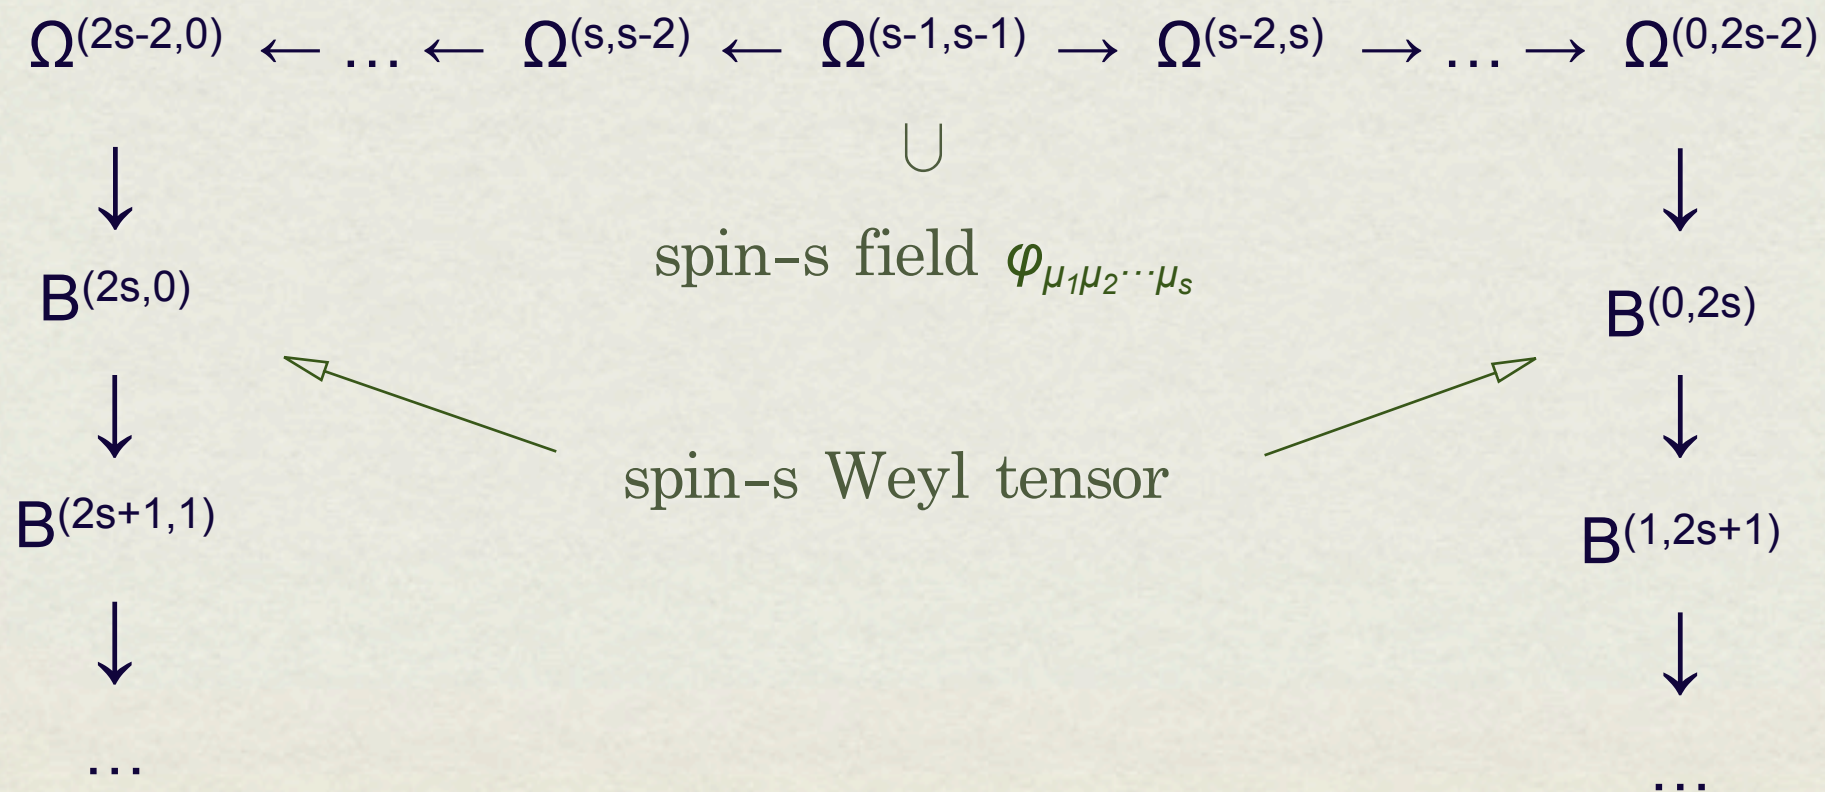 Ω(2s-2,0) ← … ← Ω(s,s-2) ← Ω(s-1,s-1) → Ω(s-2,s) → … → Ω(0,2s-2)
↓ ∪ ↓
spin-s field φμ1μ2···μs
B(2s,0) B(0,2s)
↓ ↓
spin-s Weyl tensor
B(2s+1,1) B(1,2s+1)
↓ ↓
… …